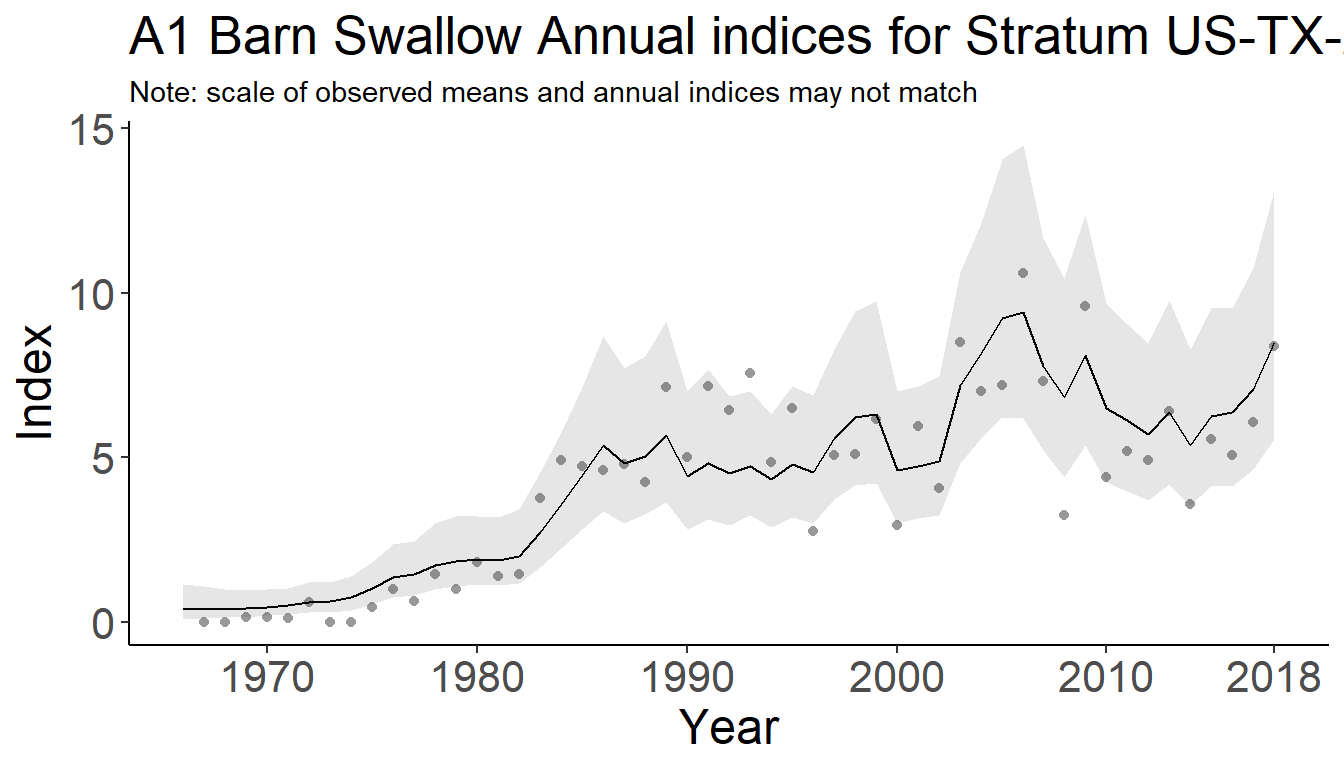 A1 Barn Swallow Annual indices for Stratum US-TX-
Note: scale of observed means and annual indices may not match
15
10
5
0
Index
1970 1980 1990 2000 2010 2018
Year